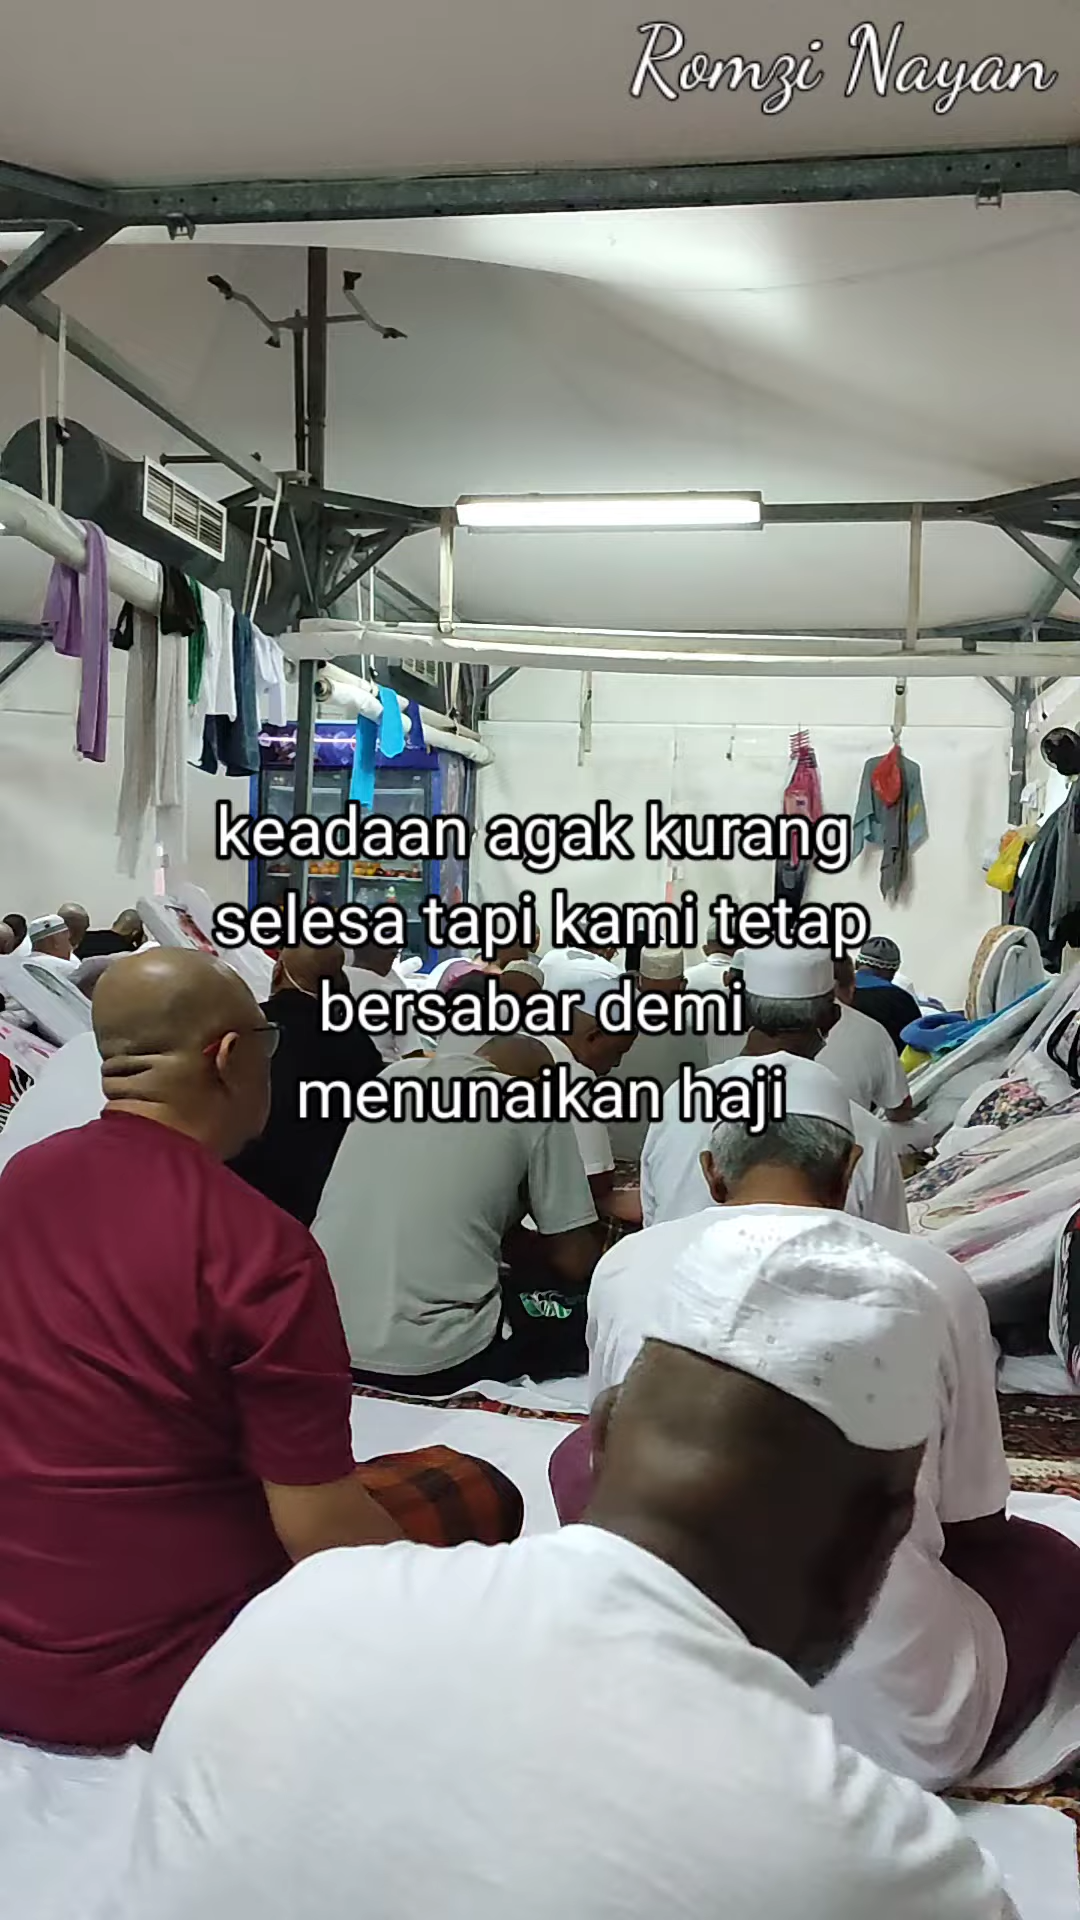 Romzi Nayan
keadaan agak kurang
selesa tapi kami tetap
bersabar demi
menunaikan haji